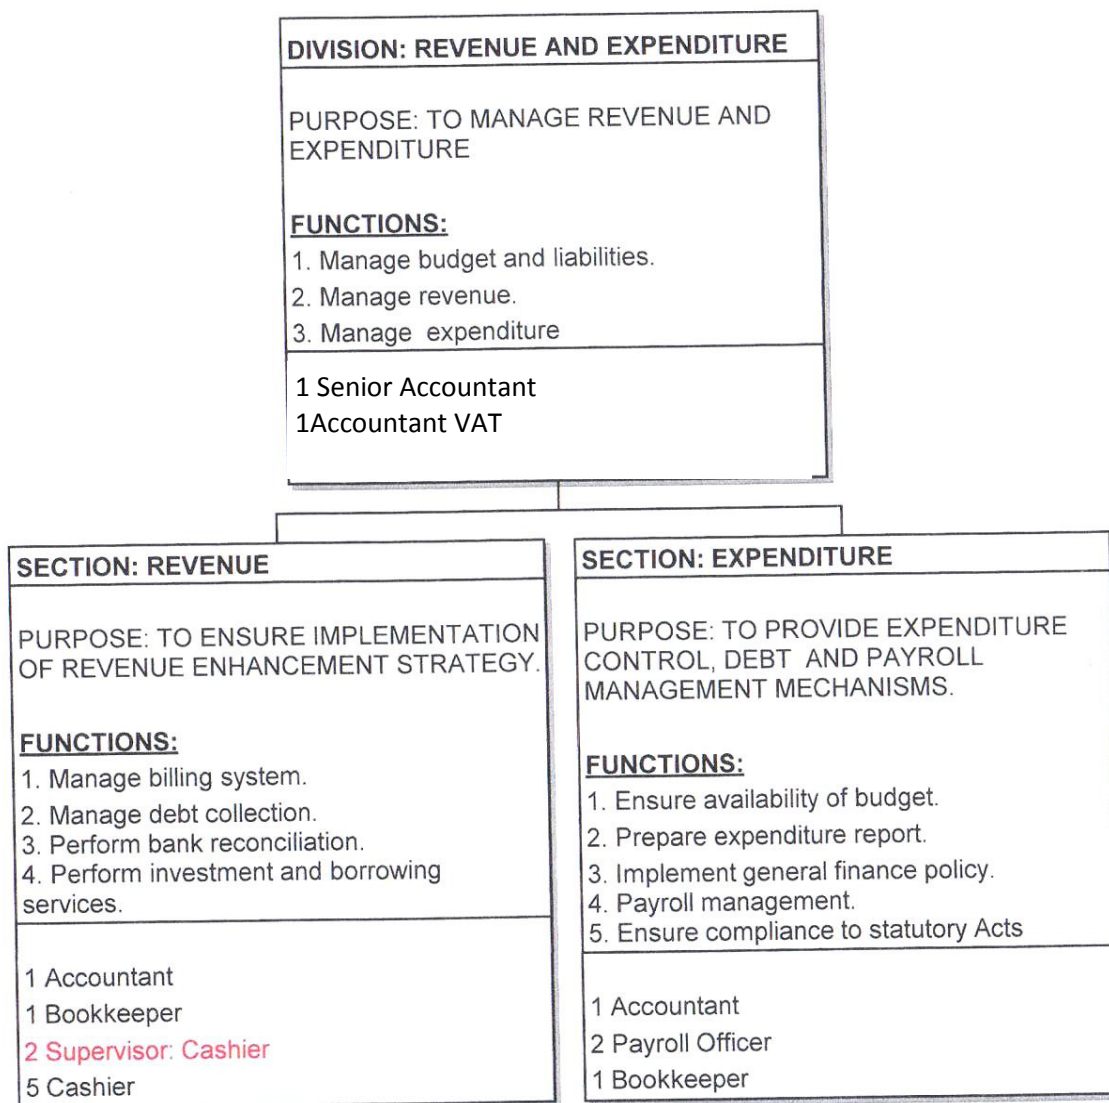 DIVISION: REVENUE AND EXPENDITURE
PURPOSE: TO MANAGE REVENUE AND
EXPENDITURE
FUNCTIONS:
1. Manage budget and liabilities.
2. Manage revenue.
3. Manage expenditure
1 Senior Accountant
1Accountant VAT
SECTION: REVENUE
PURPOSE: TO ENSURE IMPLEMENTATION
OF REVENUE ENHANCEMENT STRATEGY.
FUNCTIONS:
1. Manage billing system.
2. Manage debt collection.
3. Perform bank reconciliation.
4. Perform investment and borrowing
services.
1 Accountant
1 Bookkeeper
2 Supervisor: Cashier
5 Cashier
SECTION: EXPENDITURE
PURPOSE: TO PROVIDE EXPENDITURE
CONTROL, DEBT AND PAYROLL
MANAGEMENT MECHANISMS.
FUNCTIONS:
1. Ensure availability of budget.
2. Prepare expenditure report.
3. Implement general finance policy.
4. Payroll management.
5. Ensure compliance to statutory Acts
1 Accountant
2 Payroll Officer
1 Bookkeeper